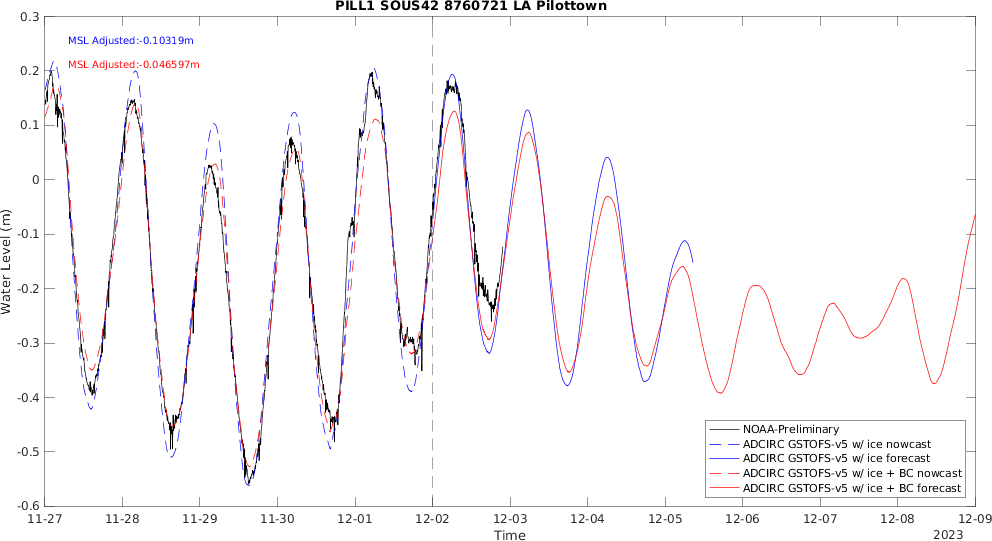 PILL1 SOUS42 8760721 LA Pilottown
MSL Adjusted:-0.10319m
MSL Adjusted:-0.046597m
0.3
0.2
0.1
0
-0.1
-0.2
-0.3
-0.4
-0.5
-0.6
Water Level (m)
NOAA-Preliminary
ADCIRC GSTOFS-v5 w/ ice nowcast
ADCIRC GSTOFS-v5 w/ ice forecast
ADCIRC GSTOFS-v5 w/ ice + BC nowcast
ADCIRC GSTOFS-v5 w/ ice + BC forecast
11-27 11-28 11-29 11-30 12-01 12-02 12-03 12-04 12-05 12-06 12-07 12-08 12-09
Time
2023